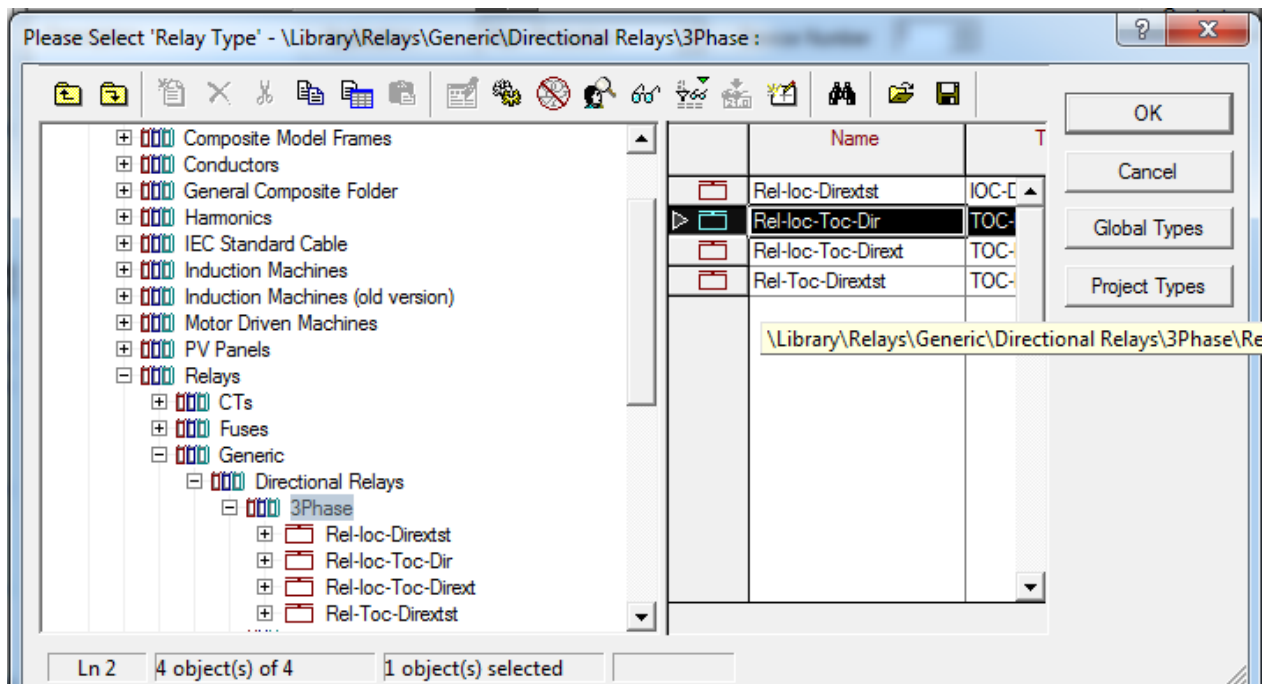 Please Select 'Relay Type' - \Library\Relays\Generic\Directional Relays\3Phase :
OK
Cancel
Global Types
Project Types
Composite Model Frames
Conductors
General Composite Folder
Harmonics
IEC Standard Cable
Induction Machines
Induction Machines (old version)
Motor Driven Machines
PV Panels
Relays
CTs
Fuses
Generic
Directional Relays
3Phase
Rel-Ioc-Dirextst
Rel-Ioc-Toc-Dir
Rel-Ioc-Toc-Dirext
Rel-Toc-Dirextst
Name T
Rel-Ioc-Dirextst IOC-D
Rel-Ioc-Toc-Dir TOC-
Rel-Ioc-Toc-Dirext TOC-
Rel-Toc-Dirextst TOC-
\Library\Relays\Generic\Directional Relays\3Phase\Re
Ln 2 4 object(s) of 4 1 object(s) selected